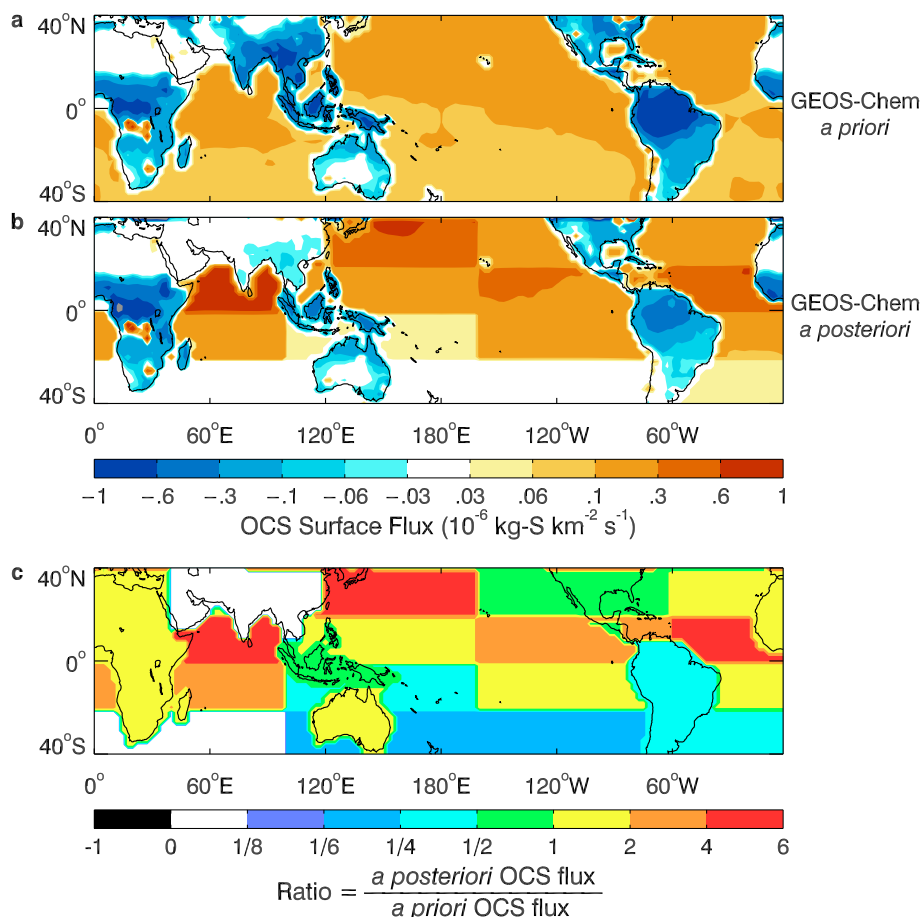 a
40°N
0°
40°S
GEOS-Chem
a priori
b
40°N
0°
40°S
GEOS-Chem
a posteriori
0° 60°E 120°E 180°E 120°W 60°W
−1 −.6 −.3 −.1 −.06 −.03 .03 .06 .1 .3 .6 1
OCS Surface Flux (10⁻⁶ kg-S km⁻² s⁻¹)
c
40°N
0°
40°S
0° 60°E 120°E 180°E 120°W 60°W
-1 0 1/8 1/6 1/4 1/2 1 2 4 6
Ratio = a posteriori OCS flux
a priori OCS flux